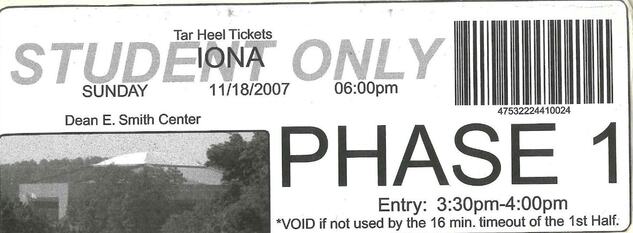 Tar Heel Tickets
STUDENT ONLY
IONA
SUNDAY 11/18/2007 06:00pm
47532224410024
Dean E. Smith Center
PHASE 1
Entry: 3:30pm-4:00pm
*VOID if not used by the 16 min. timeout of the 1st Half.